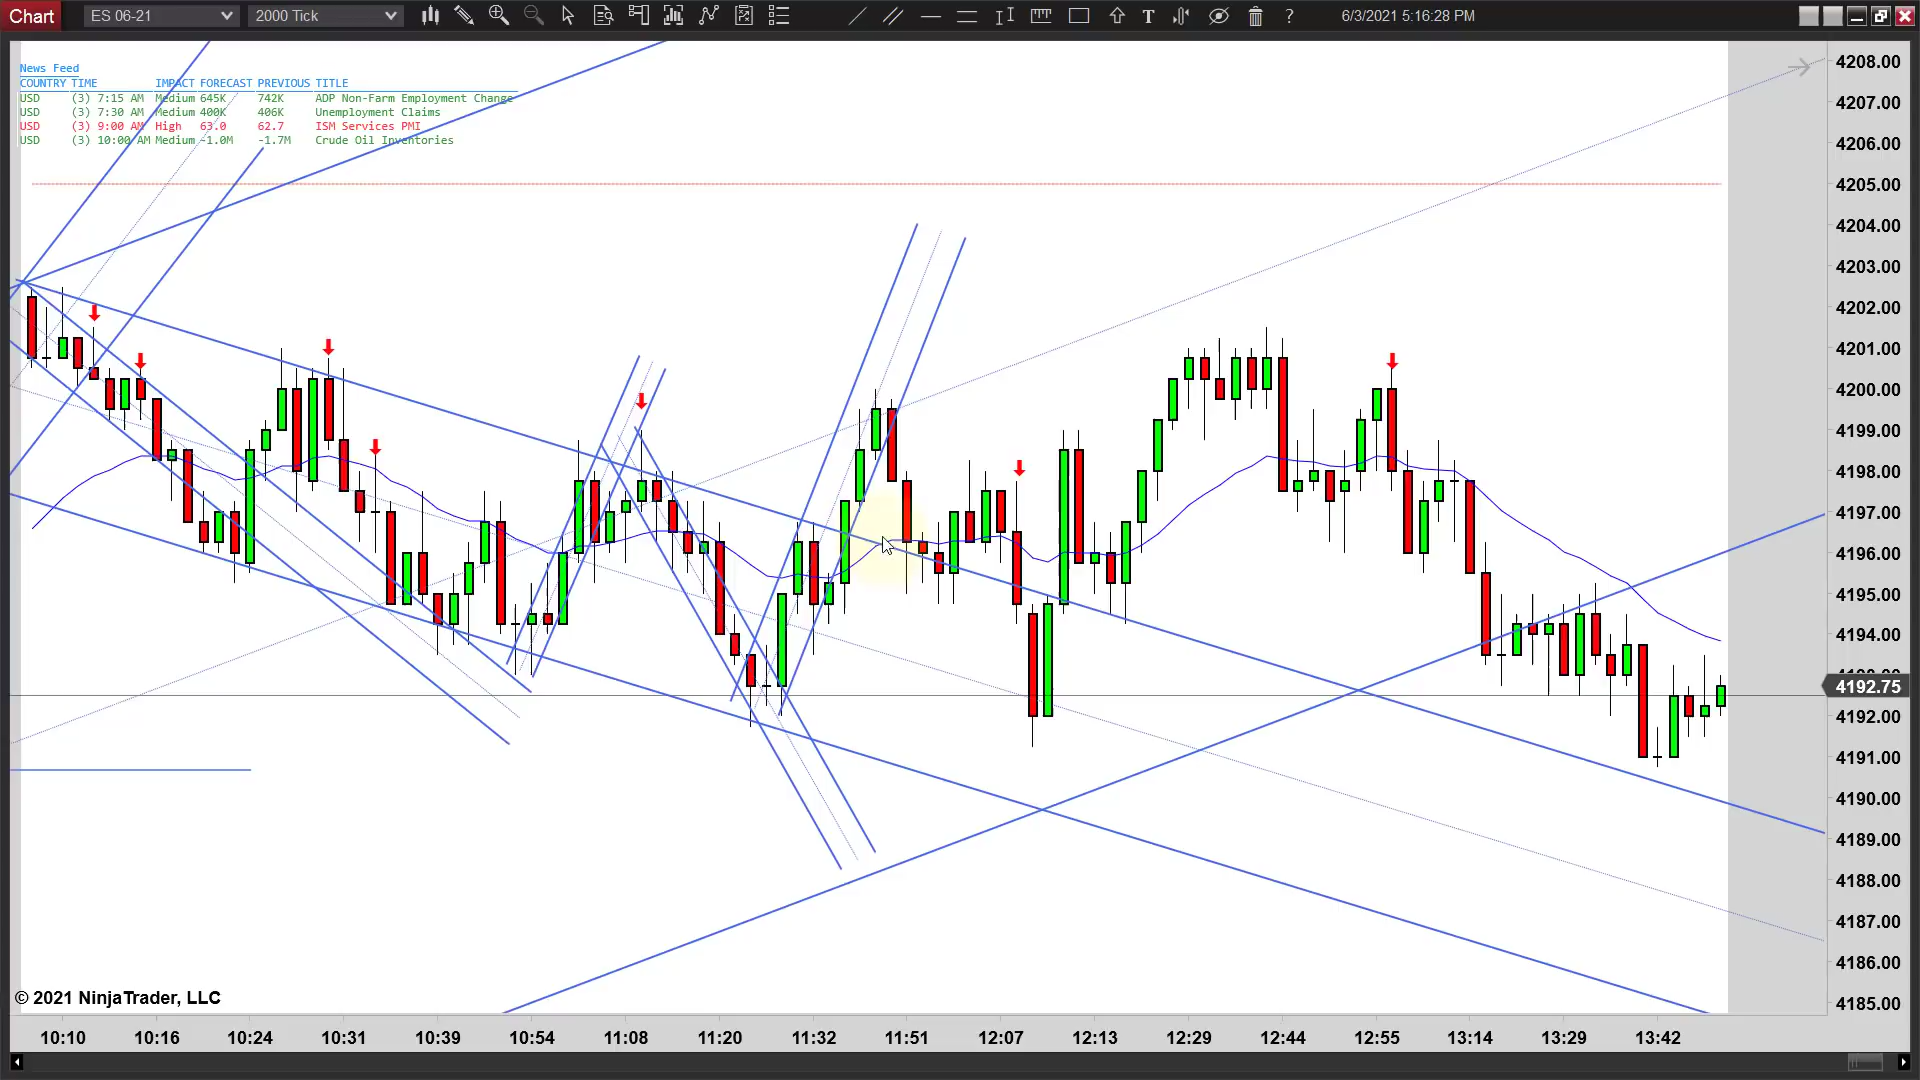 Chart ES 06-21 2000 Tick T ? 6/3/2021 5:16:28 PM
News Feed
COUNTRY TIME IMPACT FORECAST PREVIOUS TITLE
USD (3) 7:15 AM Medium 645K 742K ADP Non-Farm Employment Change
USD (3) 7:30 AM Medium 400K 406K Unemployment Claims
USD (3) 9:00 AM High 63.0 62.7 ISM Services PMI
USD (3) 10:00 AM Medium -1.0M -1.7M Crude Oil Inventories
4208.00
4207.00
4206.00
4205.00
4204.00
4203.00
4202.00
4201.00
4200.00
4199.00
4198.00
4197.00
4196.00
4195.00
4194.00
4192.75
4192.00
4191.00
4190.00
4189.00
4188.00
4187.00
4186.00
4185.00
© 2021 NinjaTrader, LLC
10:10 10:16 10:24 10:31 10:39 10:54 11:08 11:20 11:32 11:51 12:07 12:13 12:29 12:44 12:55 13:14 13:29 13:42